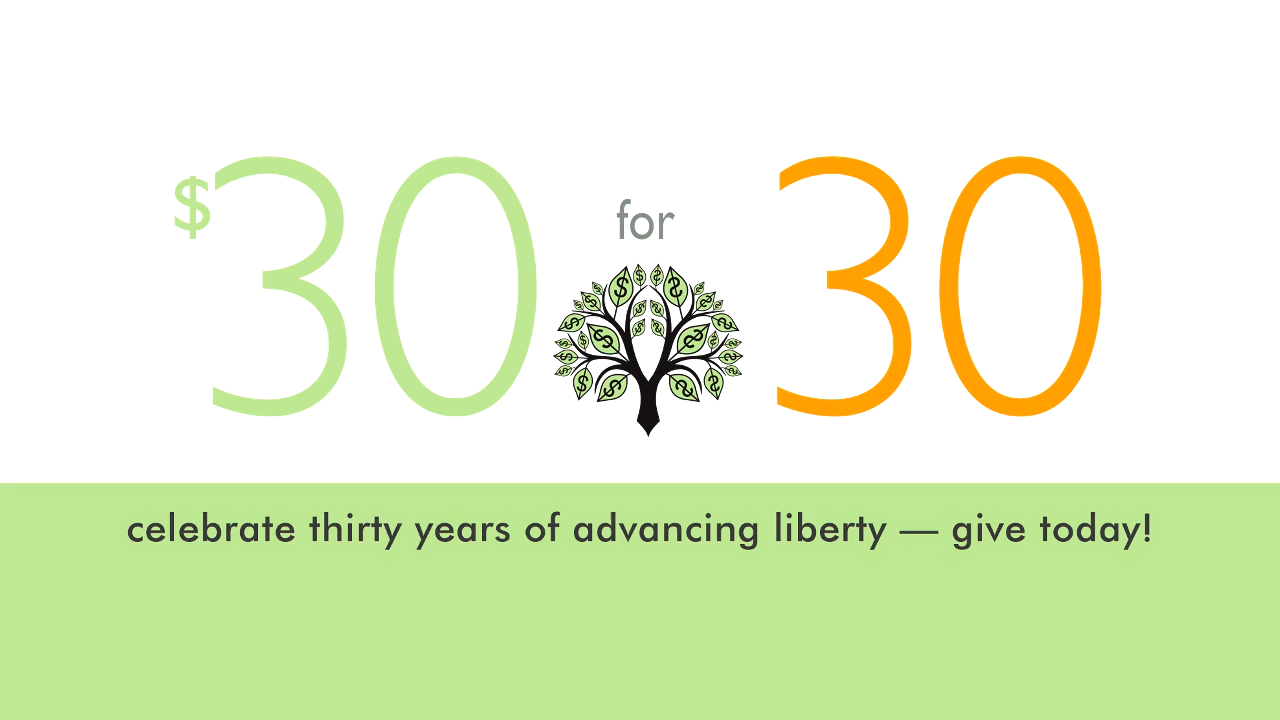 $30 for 30
celebrate thirty years of advancing liberty — give today!